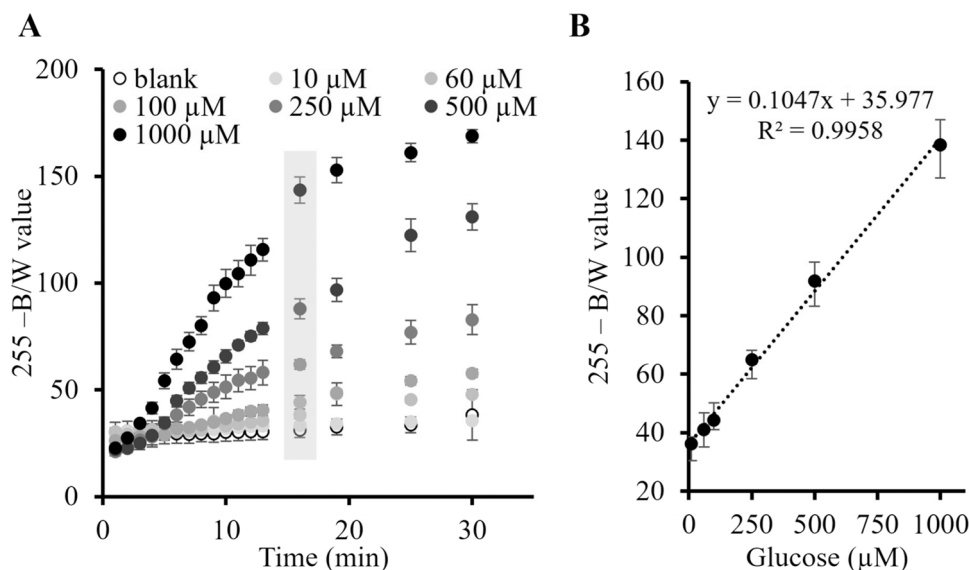 A
200
150
100
50
0
255 –B/W value
blank 10 µM 60 µM
100 µM 250 µM 500 µM
1000 µM
0 10 20 30
Time (min)
B
160
140
120
100
80
60
40
20
255 – B/W value
y = 0.1047x + 35.977
R² = 0.9958
0 250 500 750 1000
Glucose (µM)